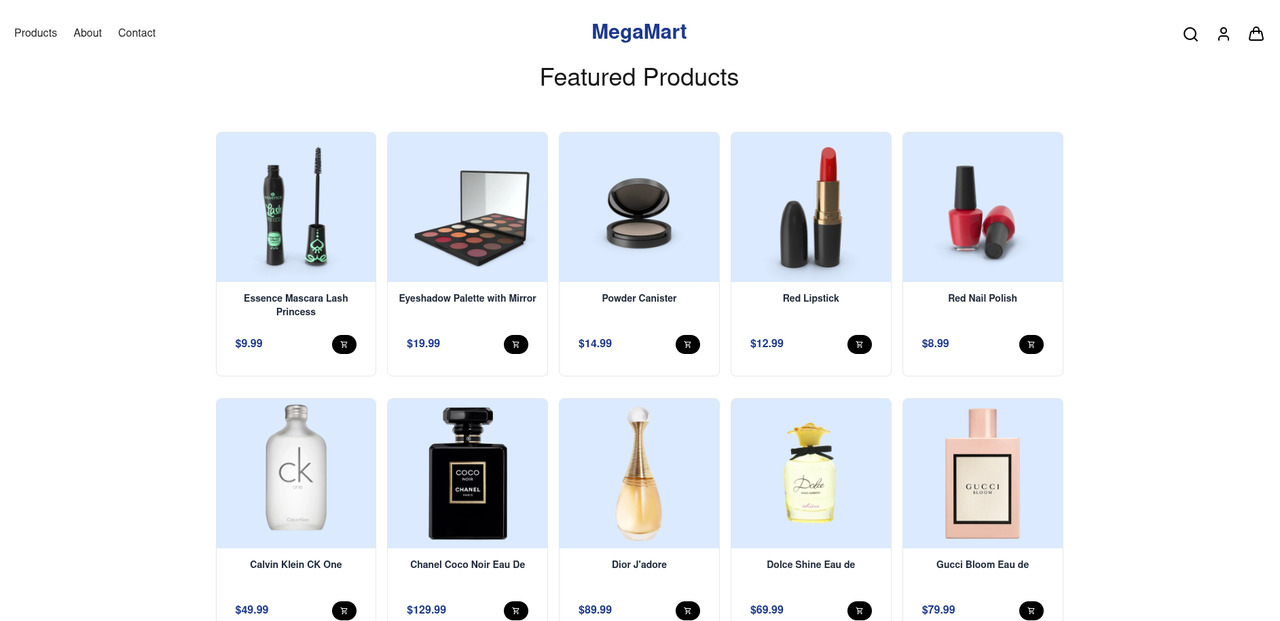 Products About Contact
MegaMart
Featured Products
Essence Mascara Lash
Princess
$9.99
Eyeshadow Palette with Mirror
$19.99
Powder Canister
$14.99
Red Lipstick
$12.99
Red Nail Polish
$8.99
ck
one
Calvin Klein
Calvin Klein CK One
$49.99
COCO
NOIR
CHANEL
PARIS
Chanel Coco Noir Eau De
$129.99
Dior J'adore
$89.99
Dolce
Dolce Shine Eau de
$69.99
GUCCI
BLOOM
Gucci Bloom Eau de
$79.99